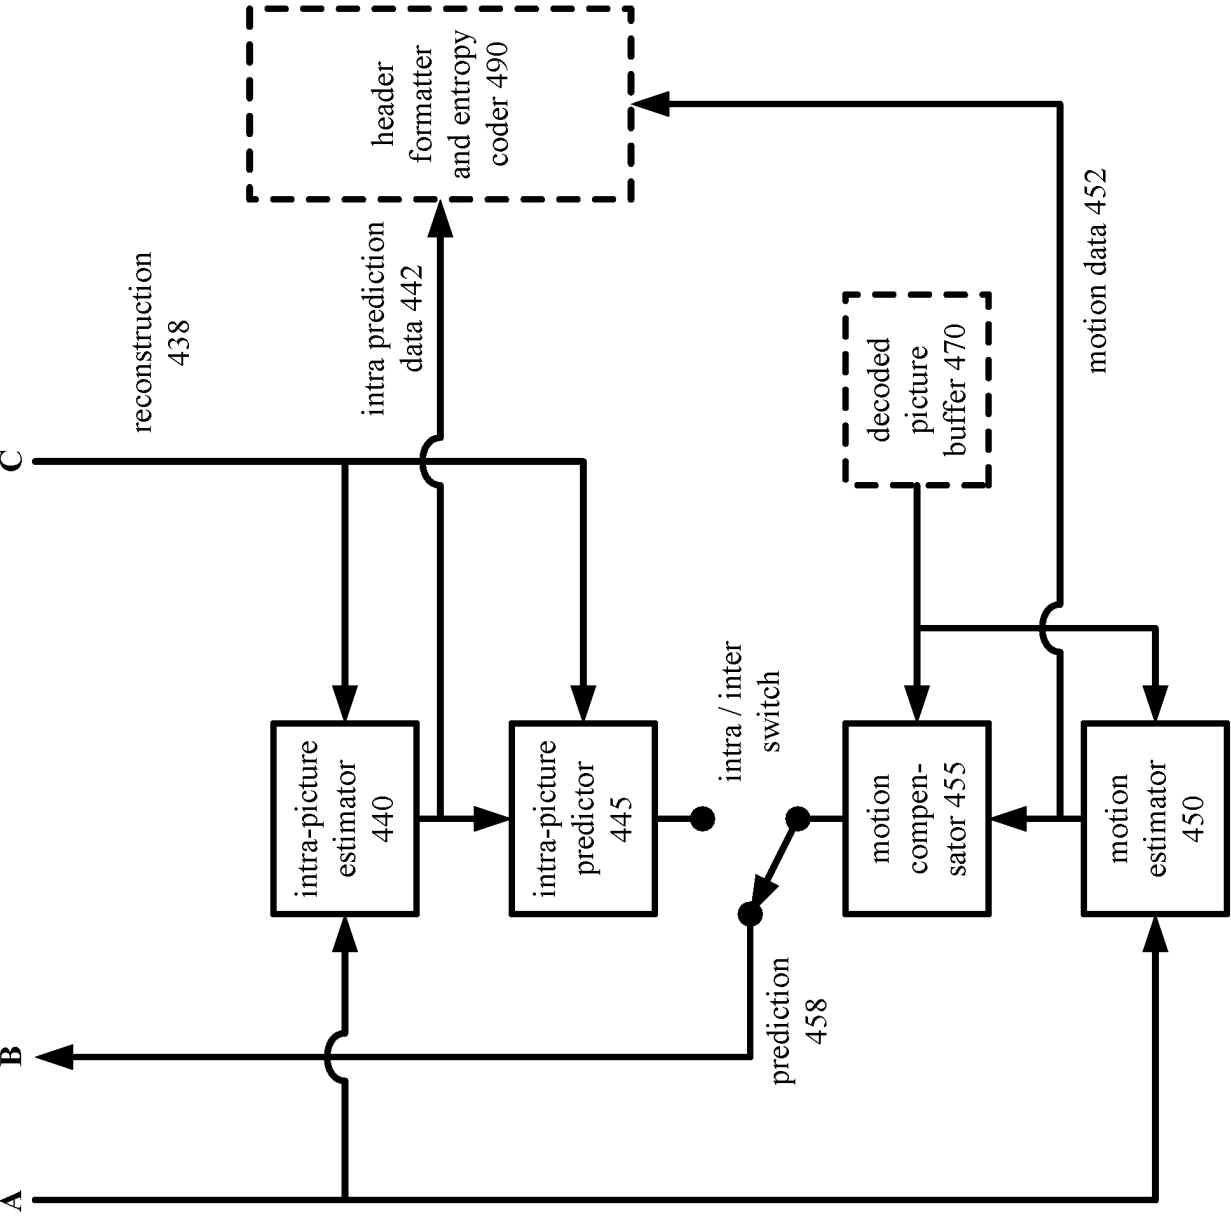 A
B
C
reconstruction
438
header
formatter
and entropy
coder 490
intra prediction
data 442
intra-picture
estimator
440
intra-picture
predictor
445
intra / inter
switch
prediction
458
decoded
picture
buffer 470
motion
compen-
sator 455
motion data 452
motion
estimator
450